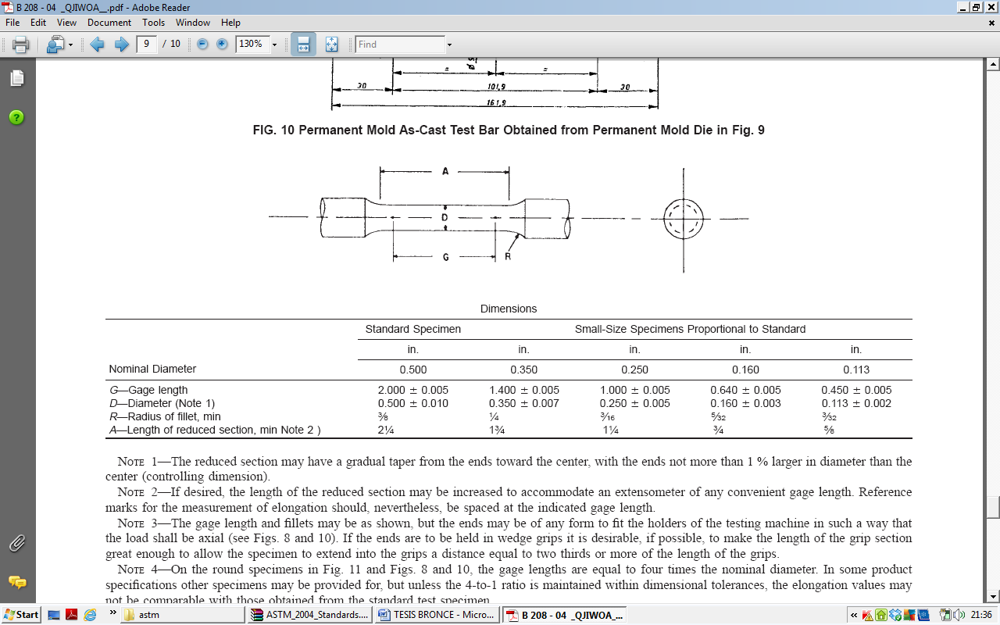 B 208 - 04 _QJIWOA__.pdf - Adobe Reader
File Edit View Document Tools Window Help
9 / 10 130% Find
= =
30 101,9 30
161,9
FIG. 10 Permanent Mold As-Cast Test Bar Obtained from Permanent Mold Die in Fig. 9
A
D
G R
Dimensions
Standard Specimen Small-Size Specimens Proportional to Standard
in. in. in. in. in.
Nominal Diameter 0.500 0.350 0.250 0.160 0.113
G—Gage length 2.000 ± 0.005 1.400 ± 0.005 1.000 ± 0.005 0.640 ± 0.005 0.450 ± 0.005
D—Diameter (Note 1) 0.500 ± 0.010 0.350 ± 0.007 0.250 ± 0.005 0.160 ± 0.003 0.113 ± 0.002
R—Radius of fillet, min 3⁄8 1⁄4 3⁄16 5⁄32 3⁄32
A—Length of reduced section, min Note 2 ) 2 1⁄4 1 3⁄4 1 1⁄4 3⁄4 5⁄8
NOTE 1—The reduced section may have a gradual taper from the ends toward the center, with the ends not more than 1 % larger in diameter than the
center (controlling dimension).
NOTE 2—If desired, the length of the reduced section may be increased to accommodate an extensometer of any convenient gage length. Reference
marks for the measurement of elongation should, nevertheless, be spaced at the indicated gage length.
NOTE 3—The gage length and fillets may be as shown, but the ends may be of any form to fit the holders of the testing machine in such a way that
the load shall be axial (see Figs. 8 and 10). If the ends are to be held in wedge grips it is desirable, if possible, to make the length of the grip section
great enough to allow the specimen to extend into the grips a distance equal to two thirds or more of the length of the grips.
NOTE 4—On the round specimens in Fig. 11 and Figs. 8 and 10, the gage lengths are equal to four times the nominal diameter. In some product
specifications other specimens may be provided for, but unless the 4-to-1 ratio is maintained within dimensional tolerances, the elongation values may
not be comparable with those obtained from the standard test specimen.
Start » astm ASTM_2004_Standards.... TESIS BRONCE - Micro... B 208 - 04 _QJIWOA_... « 21:36